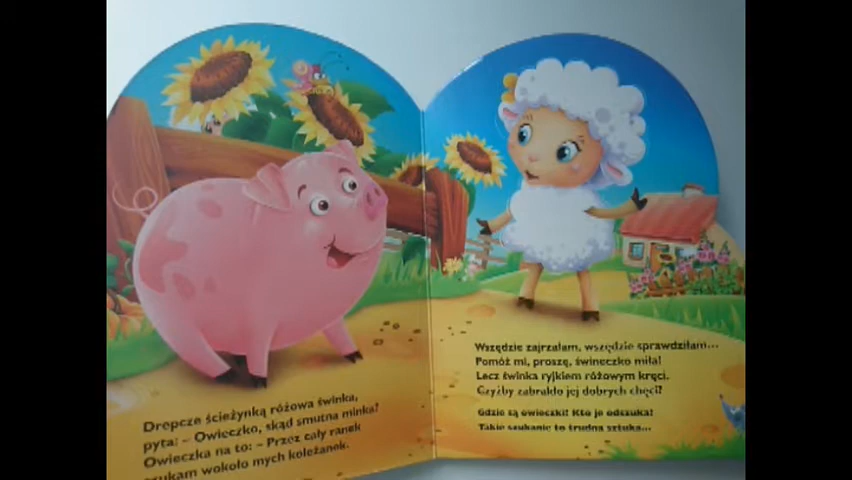 Drepcze ścieżynką różowa świnka,
pyta: – Owieczko, skąd smutna minka?
Owieczka na to: – Przez cały ranek
szukam wokoło mych koleżanek.
Wszędzie zajrzałam, wszędzie sprawdziłam...
Pomóż mi, proszę, świneczko miła!
Lecz świnka ryjkiem różowym kręci.
Czyżby zabrakło jej dobrych chęci?
Gdzie są owieczki? Kto je odszuka?
Takie szukanie to trudna sztuka...